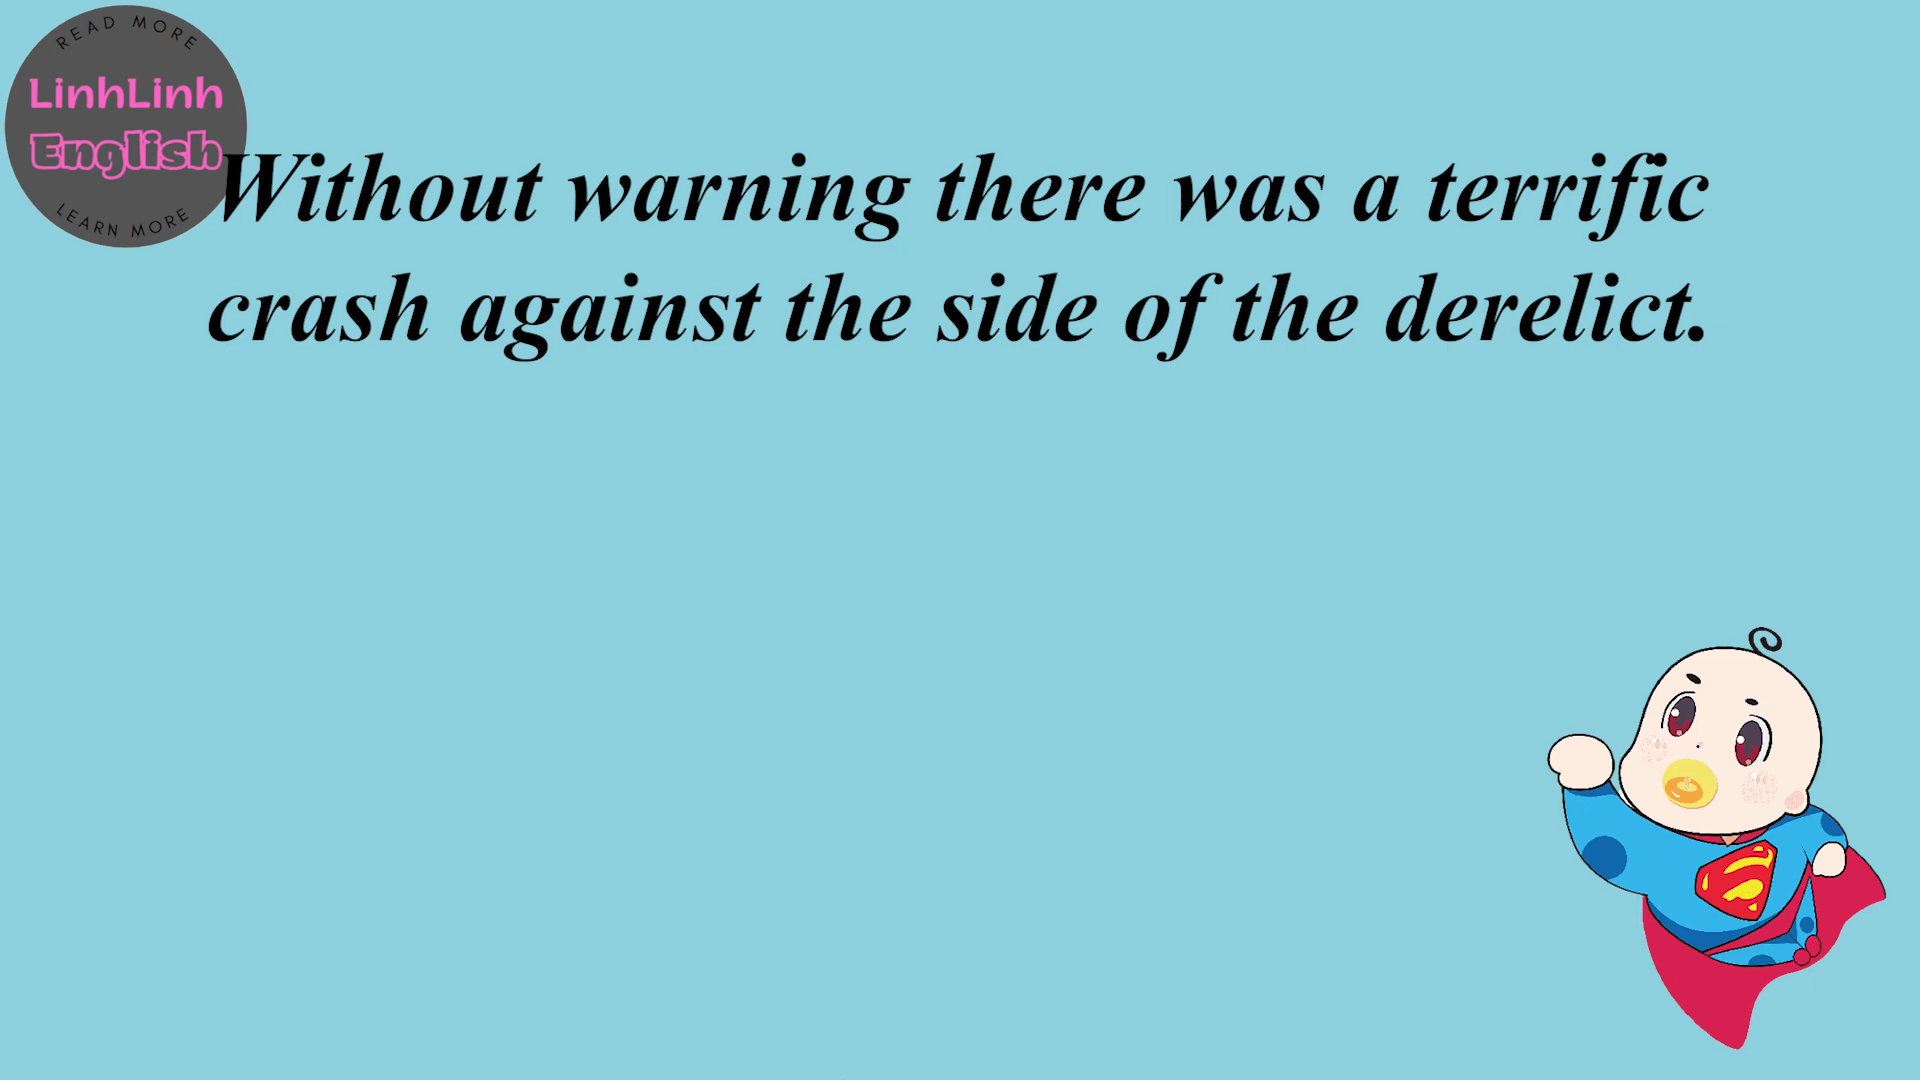 READ MORE
LinhLinh
English
LEARN MORE
Without warning there was a terrific
crash against the side of the derelict.